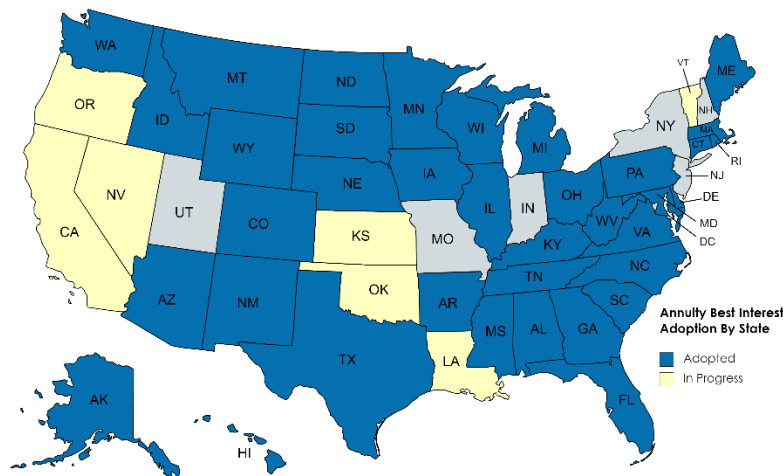 WA
MT
ND
MN
VT
ME
OR
ID
SD
WI
MI
NY
NH
MA
CT
RI
WY
NE
IA
PA
NJ
NV
UT
CO
KS
MO
IL
IN
OH
WV
VA
DE
MD
DC
CA
KY
AZ
NM
OK
AR
TN
NC
SC
MS
AL
GA
TX
LA
FL
AK
HI
Annuity Best Interest
Adoption By State
Adopted
In Progress